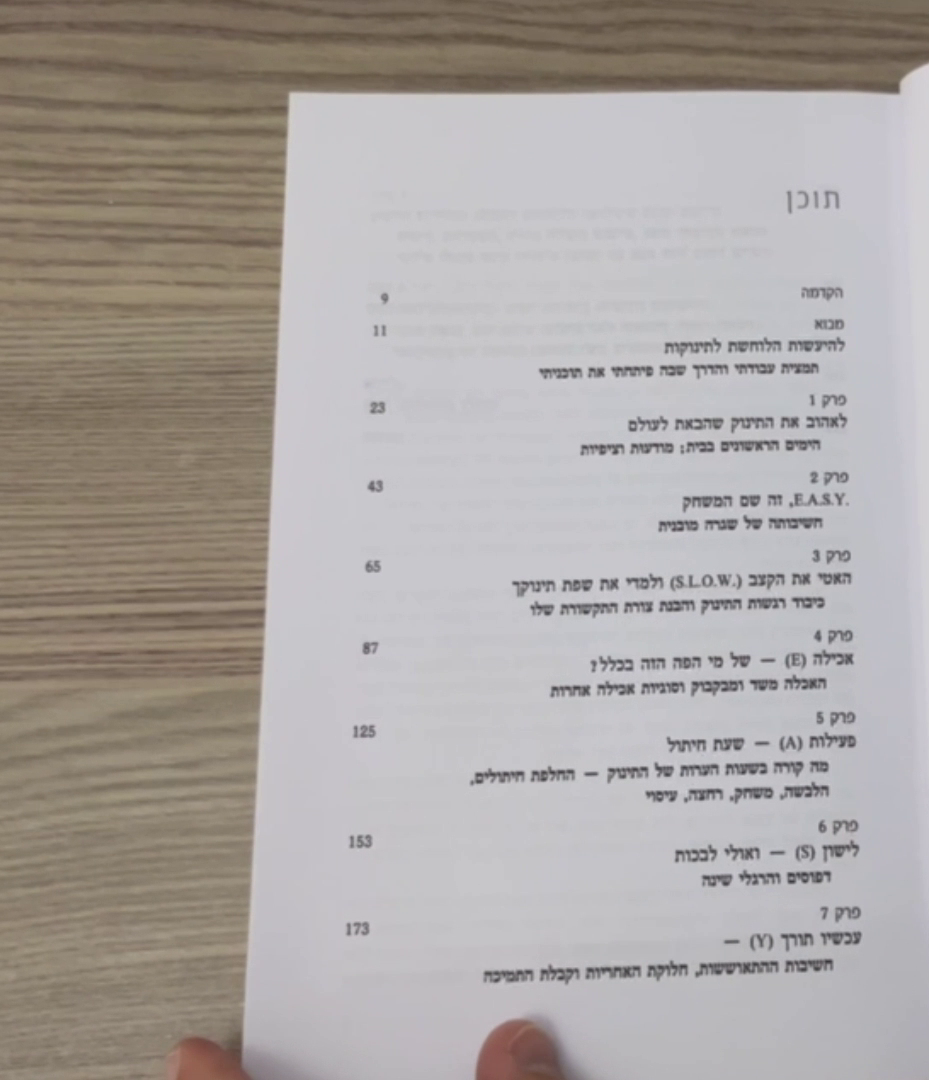 תוכן
הקדמה 9
מבוא 11
להיעשות הלוחשת לתינוקות
תמצית עבודתי והדרך שבה פיתחתי את תוכניתי
פרק 1 23
לאהוב את התינוק שהבאת לעולם
הימים הראשונים בבית: מודעות וציפיות
פרק 2 43
E.A.S.Y., זה שם המשחק
חשיבותה של שגרה מובנית
פרק 3 65
האטי את הקצב (S.L.O.W.) ולמדי את שפת תינוקך
כיבוד רגשות התינוק והבנת צורת התקשורת שלו
פרק 4 87
אכילה (E) — של מי הפה הזה בכלל?
האכלה משד ומבקבוק וסוגיות אכילה אחרות
פרק 5 125
פעילות (A) — שעת חיתול
מה קורה בשעות הערות של התינוק — החלפת חיתולים,
הלבשה, משחק, רחצה, עיסוי
פרק 6 153
לישון (S) — ואולי לבכות
דפוסים והרגלי שינה
פרק 7 173
עכשיו תורך (Y) —
חשיבות ההתאוששות, חלוקת האחריות וקבלת התמיכה